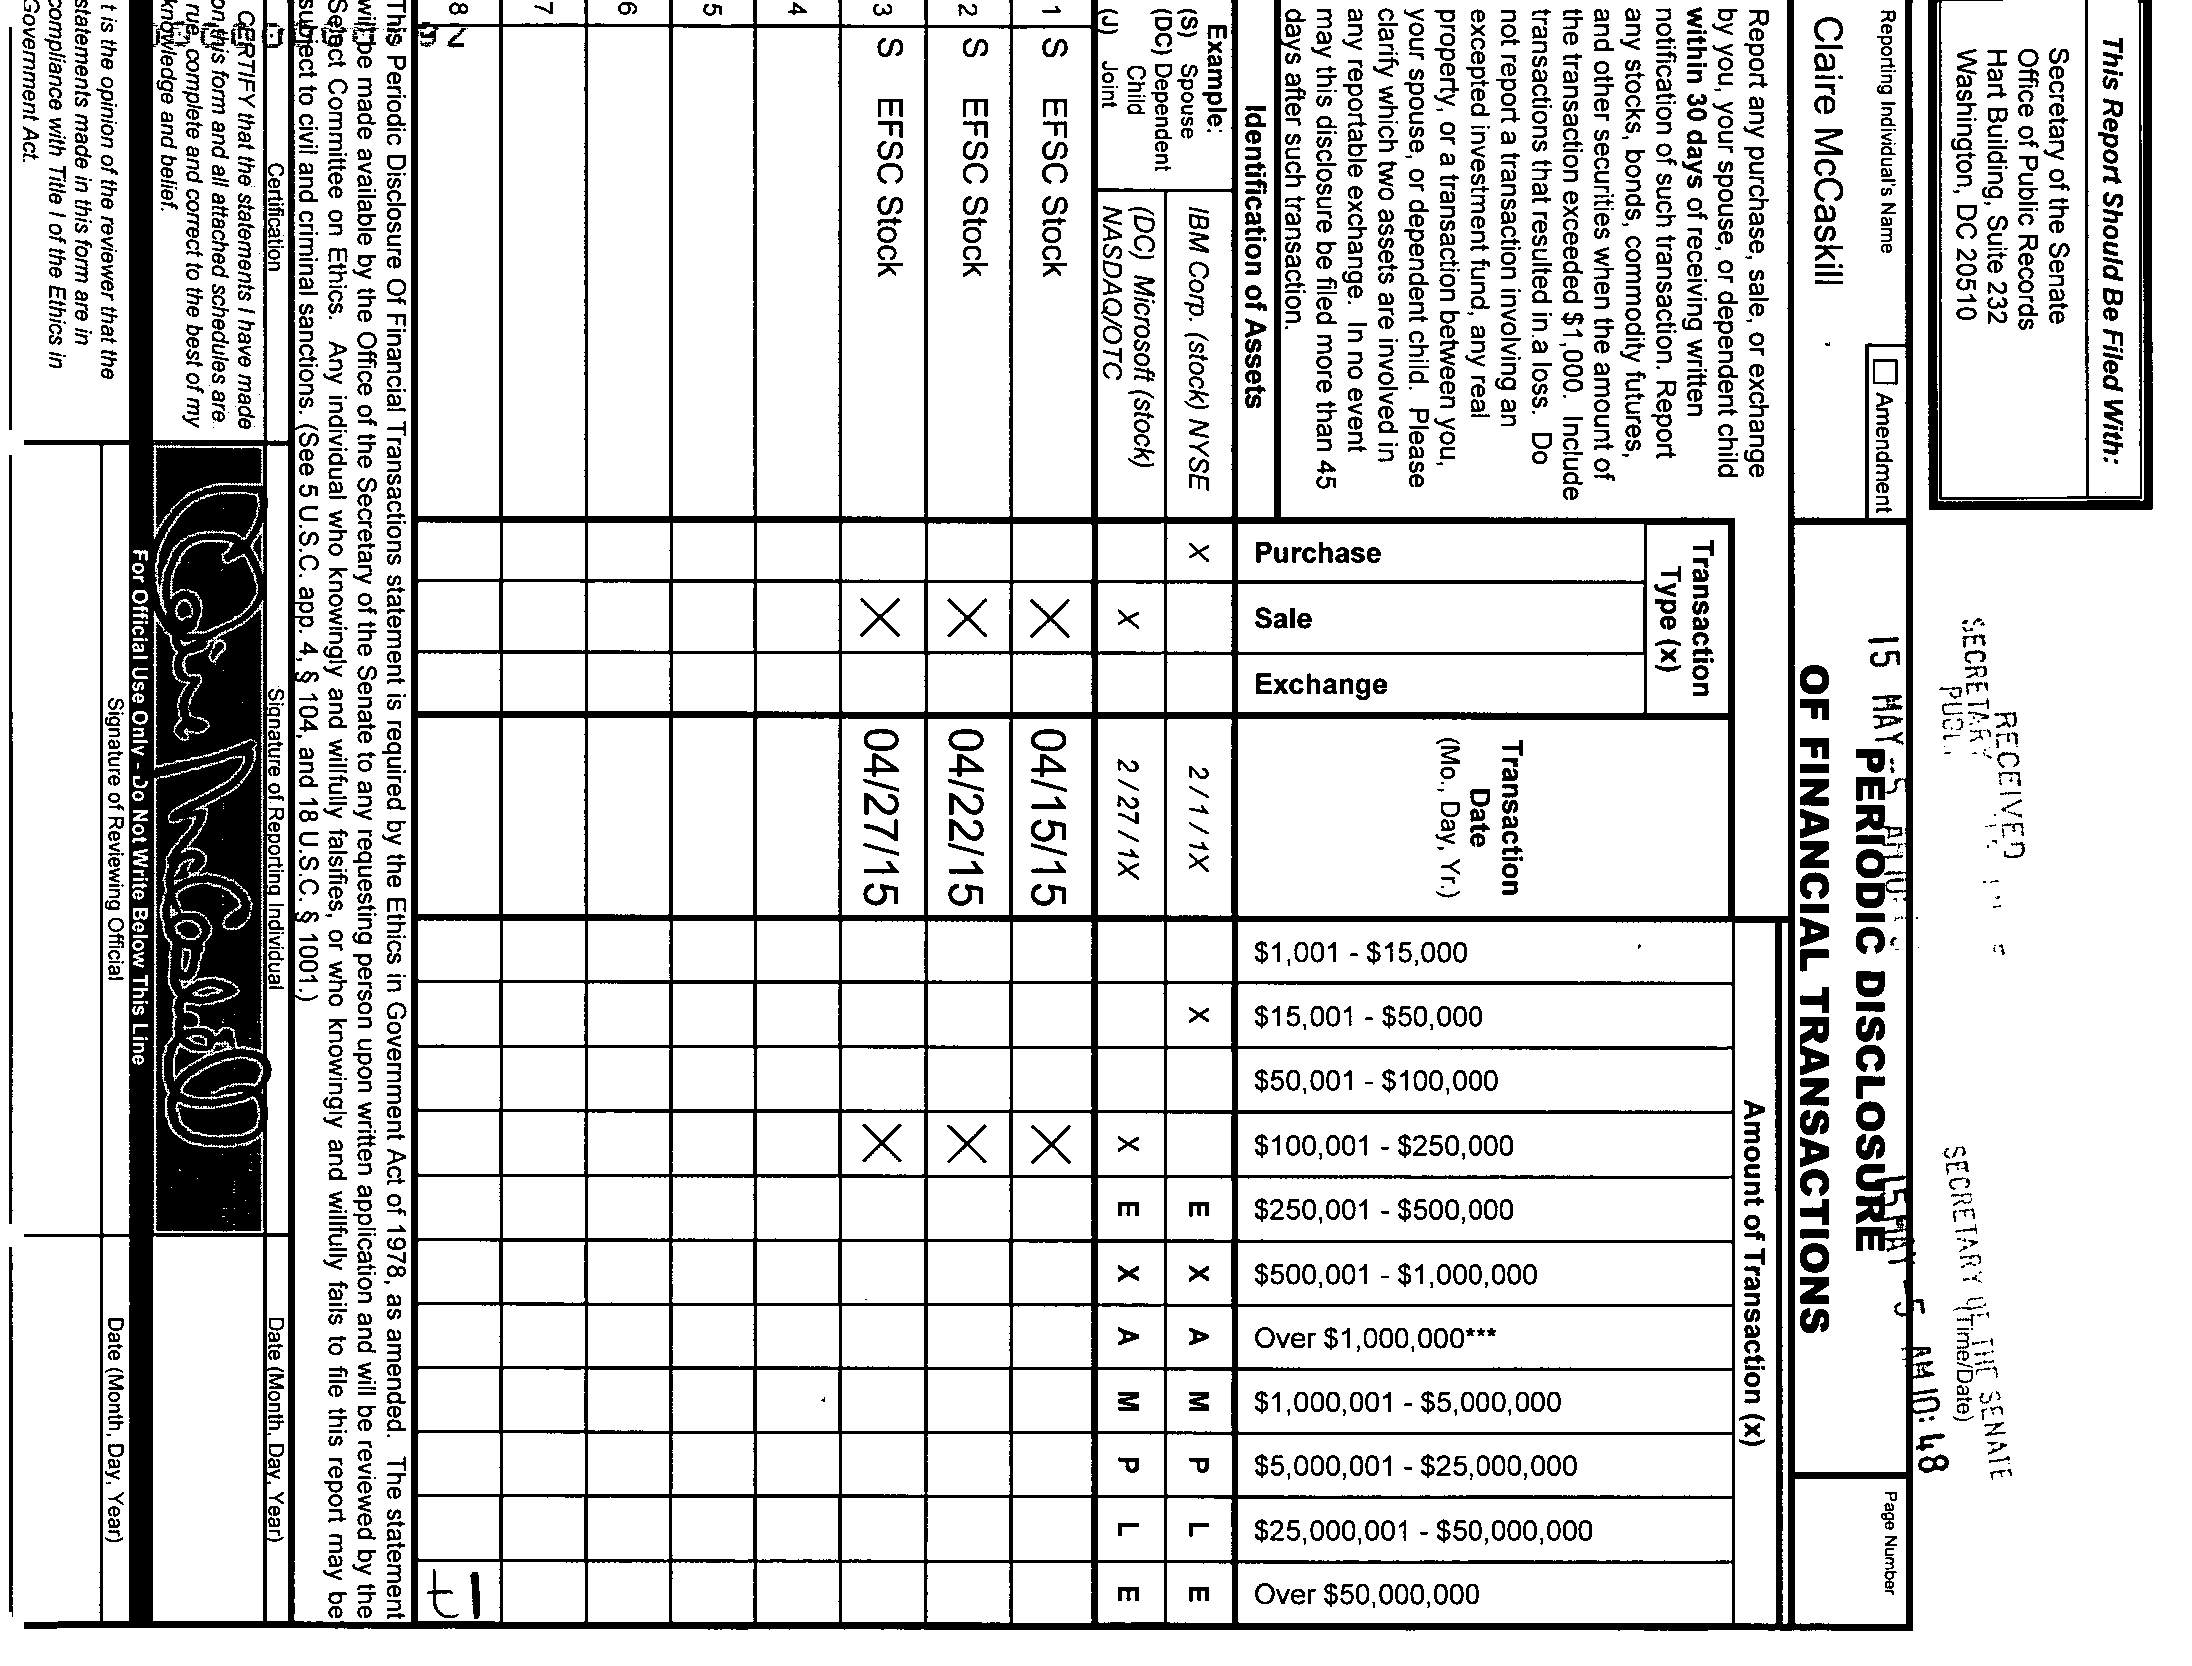 This Report Should Be Filed With:
Secretary of the Senate
Office of Public Records
Hart Building, Suite 232
Washington, DC 20510
RECEIVED
SECRETARY
SECRETARY OF THE SENATE
(Time/Date)
15 MAY -5
15 MAY -5 AM 10:48
Reporting Individual's Name
Amendment
Claire McCaskill
PERIODIC DISCLOSURE
OF FINANCIAL TRANSACTIONS
Page Number
Report any purchase, sale, or exchange
by you, your spouse, or dependent child
within 30 days of receiving written
notification of such transaction. Report
any stocks, bonds, commodity futures,
and other securities when the amount of
the transaction exceeded $1,000. Include
transactions that resulted in a loss. Do
not report a transaction involving an
excepted investment fund, any real
property, or a transaction between you,
your spouse, or dependent child. Please
clarify which two assets are involved in
any reportable exchange. In no event
may this disclosure be filed more than 45
days after such transaction.
Identification of Assets
Transaction
Type (x)
Purchase
Sale
Exchange
Transaction
Date
(Mo., Day, Yr.)
Amount of Transaction (x)
$1,001 - $15,000
$15,001 - $50,000
$50,001 - $100,000
$100,001 - $250,000
$250,001 - $500,000
$500,001 - $1,000,000
Over $1,000,000***
$1,000,001 - $5,000,000
$5,000,001 - $25,000,000
$25,000,001 - $50,000,000
Over $50,000,000
Example:
(S) Spouse
(DC) Dependent
Child
(J) Joint
IBM Corp. (stock) NYSE X 2/1/1X X E X A M P L E
(DC) Microsoft (stock)
NASDAQ/OTC X 2/27/1X X E X A M P L E
1 S EFSC Stock X 04/15/15 X
2 S EFSC Stock X 04/22/15 X
3 S EFSC Stock X 04/27/15 X
4
5
6
7
8
This Periodic Disclosure Of Financial Transactions statement is required by the Ethics in Government Act of 1978, as amended. The statement
will be made available by the Office of the Secretary of the Senate to any requesting person upon written application and will be reviewed by the
Select Committee on Ethics. Any individual who knowingly and willfully falsifies, or who knowingly and willfully fails to file this report may be
subject to civil and criminal sanctions. (See 5 U.S.C. app. 4, § 104, and 18 U.S.C. § 1001.)
Certification
Signature of Reporting Individual
Date (Month, Day, Year)
CERTIFY that the statements I have made
on this form and all attached schedules are
rue, complete and correct to the best of my
knowledge and belief.
Claire McCaskill
For Official Use Only - Do Not Write Below This Line
t is the opinion of the reviewer that the
statements made in this form are in
compliance with Title I of the Ethics in
Government Act.
Signature of Reviewing Official
Date (Month, Day, Year)